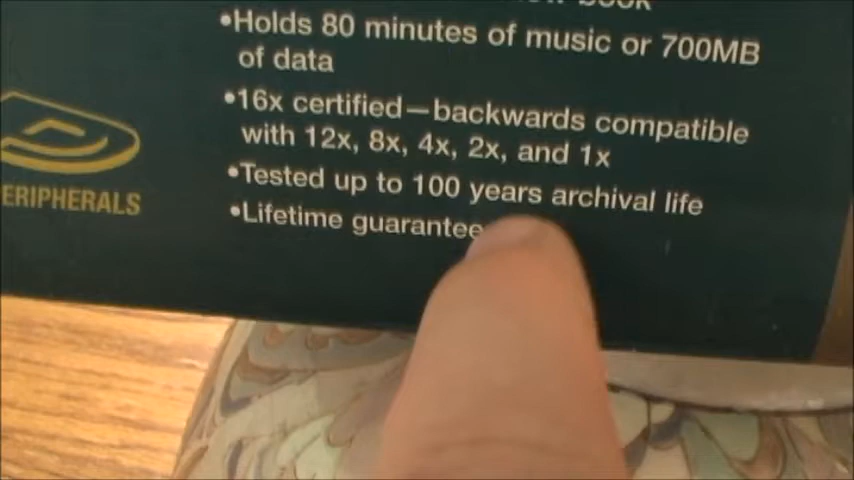 book
•Holds 80 minutes of music or 700MB
of data
•16x certified—backwards compatible
with 12x, 8x, 4x, 2x, and 1x
•Tested up to 100 years archival life
•Lifetime guarantee
ERIPHERALS